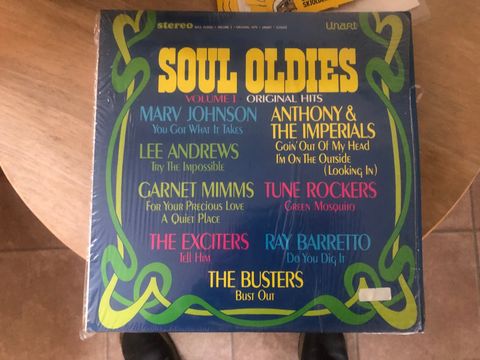 stereo
Unart
SOUL OLDIES
VOLUME 1 ORIGINAL HITS
MARV JOHNSON
YOU GOT WHAT IT TAKES
ANTHONY &
THE IMPERIALS
GOIN' OUT OF MY HEAD
I'M ON THE OUTSIDE
(LOOKING IN)
LEE ANDREWS
TRY THE IMPOSSIBLE
GARNET MIMMS
FOR YOUR PRECIOUS LOVE
A QUIET PLACE
TUNE ROCKERS
GREEN MOSQUITO
THE EXCITERS
TELL HIM
RAY BARRETTO
DO YOU DIG IT
THE BUSTERS
BUST OUT